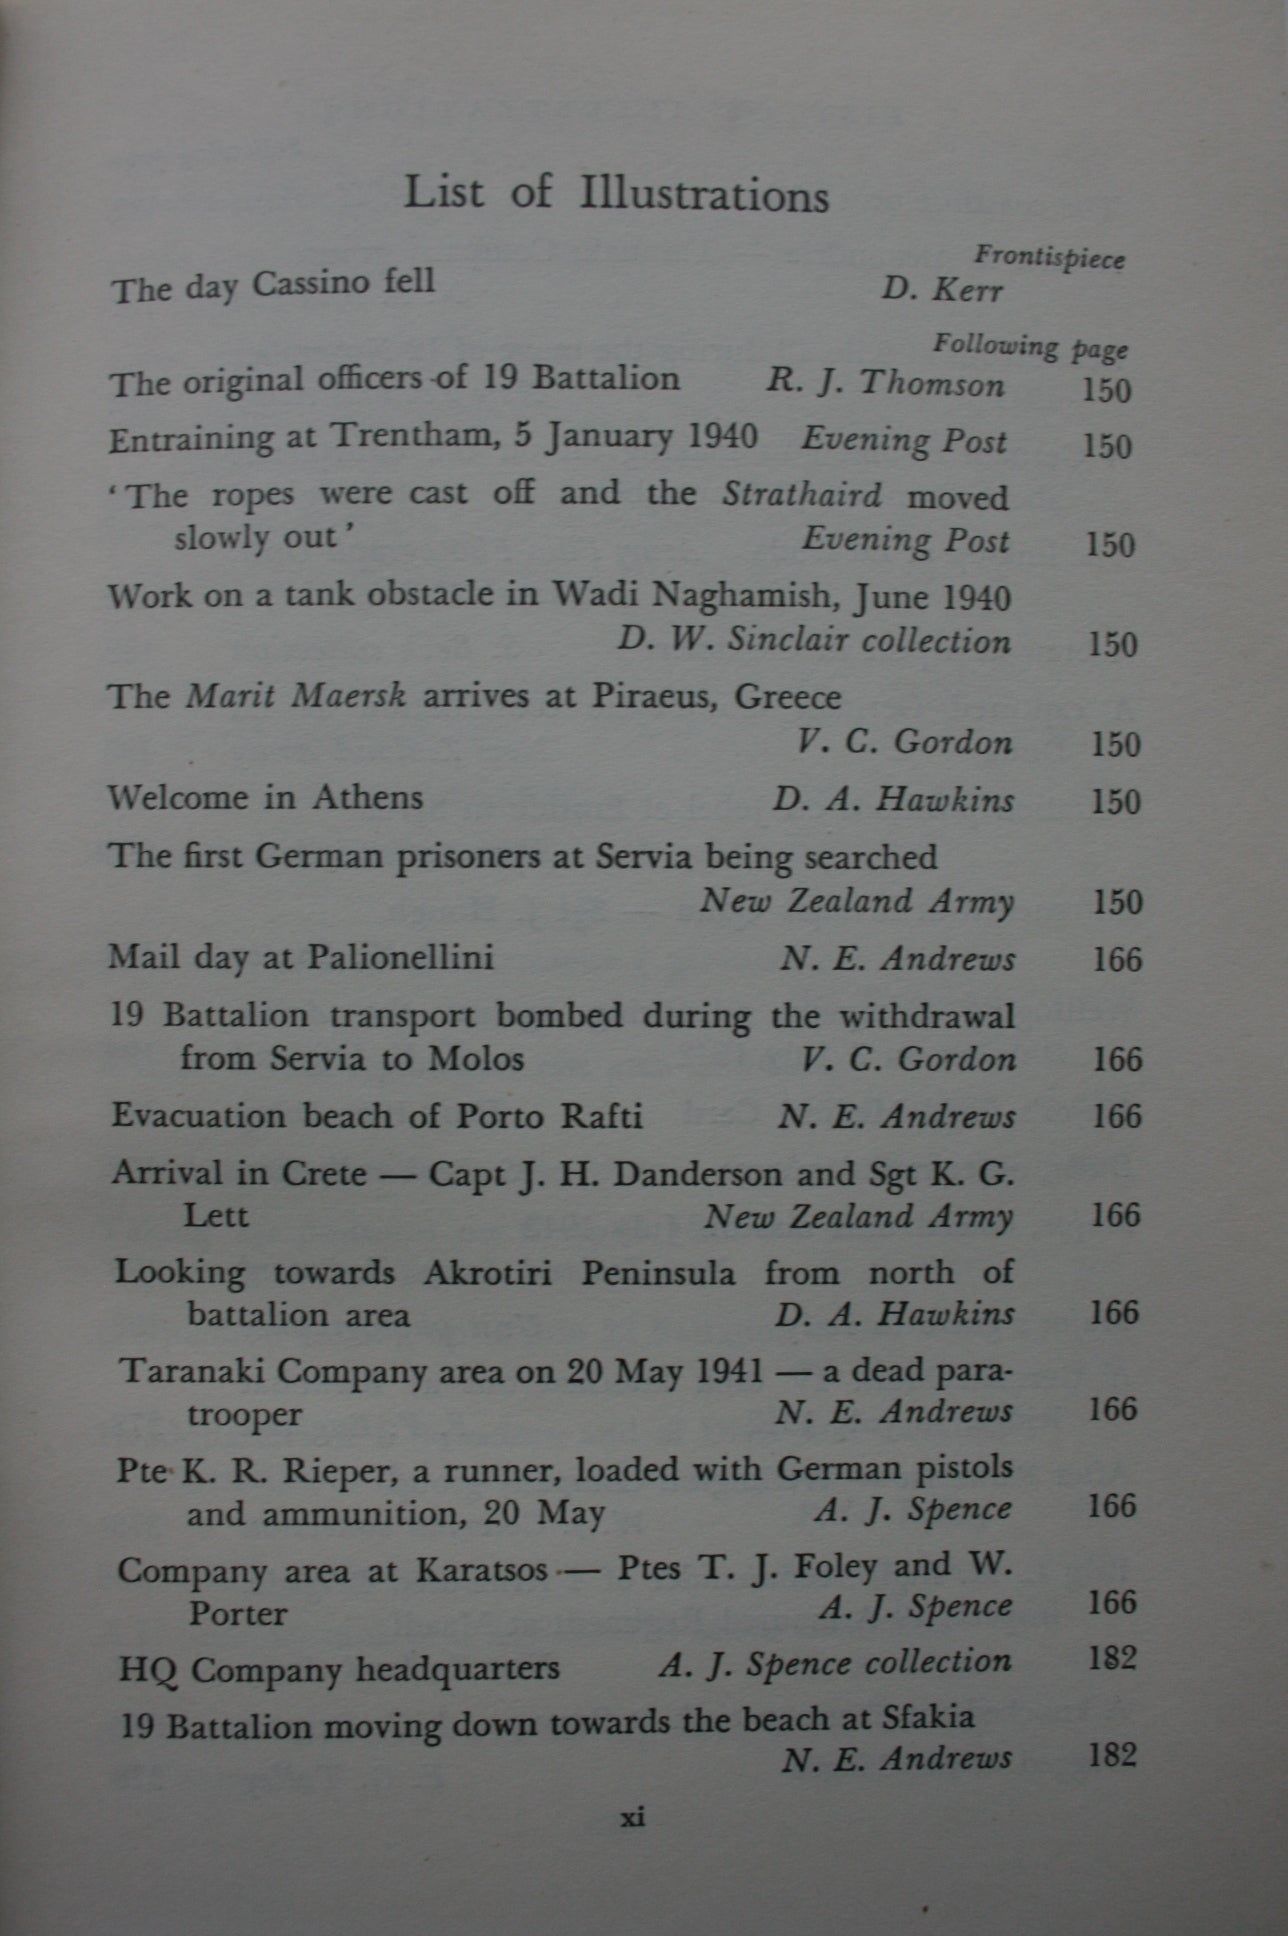 List of Illustrations
Frontispiece
The day Cassino fell D. Kerr
Following page
The original officers of 19 Battalion R. J. Thomson 150
Entraining at Trentham, 5 January 1940 Evening Post 150
‘The ropes were cast off and the Strathaird moved
slowly out’ Evening Post 150
Work on a tank obstacle in Wadi Naghamish, June 1940
D. W. Sinclair collection 150
The Marit Maersk arrives at Piraeus, Greece
V. C. Gordon 150
Welcome in Athens D. A. Hawkins 150
The first German prisoners at Servia being searched
New Zealand Army 150
Mail day at Palionellini N. E. Andrews 166
19 Battalion transport bombed during the withdrawal
from Servia to Molos V. C. Gordon 166
Evacuation beach of Porto Rafti N. E. Andrews 166
Arrival in Crete — Capt J. H. Danderson and Sgt K. G.
Lett New Zealand Army 166
Looking towards Akrotiri Peninsula from north of
battalion area D. A. Hawkins 166
Taranaki Company area on 20 May 1941 — a dead para-
trooper N. E. Andrews 166
Pte K. R. Rieper, a runner, loaded with German pistols
and ammunition, 20 May A. J. Spence 166
Company area at Karatsos — Ptes T. J. Foley and W.
Porter A. J. Spence 166
HQ Company headquarters A. J. Spence collection 182
19 Battalion moving down towards the beach at Sfakia
N. E. Andrews 182
xi